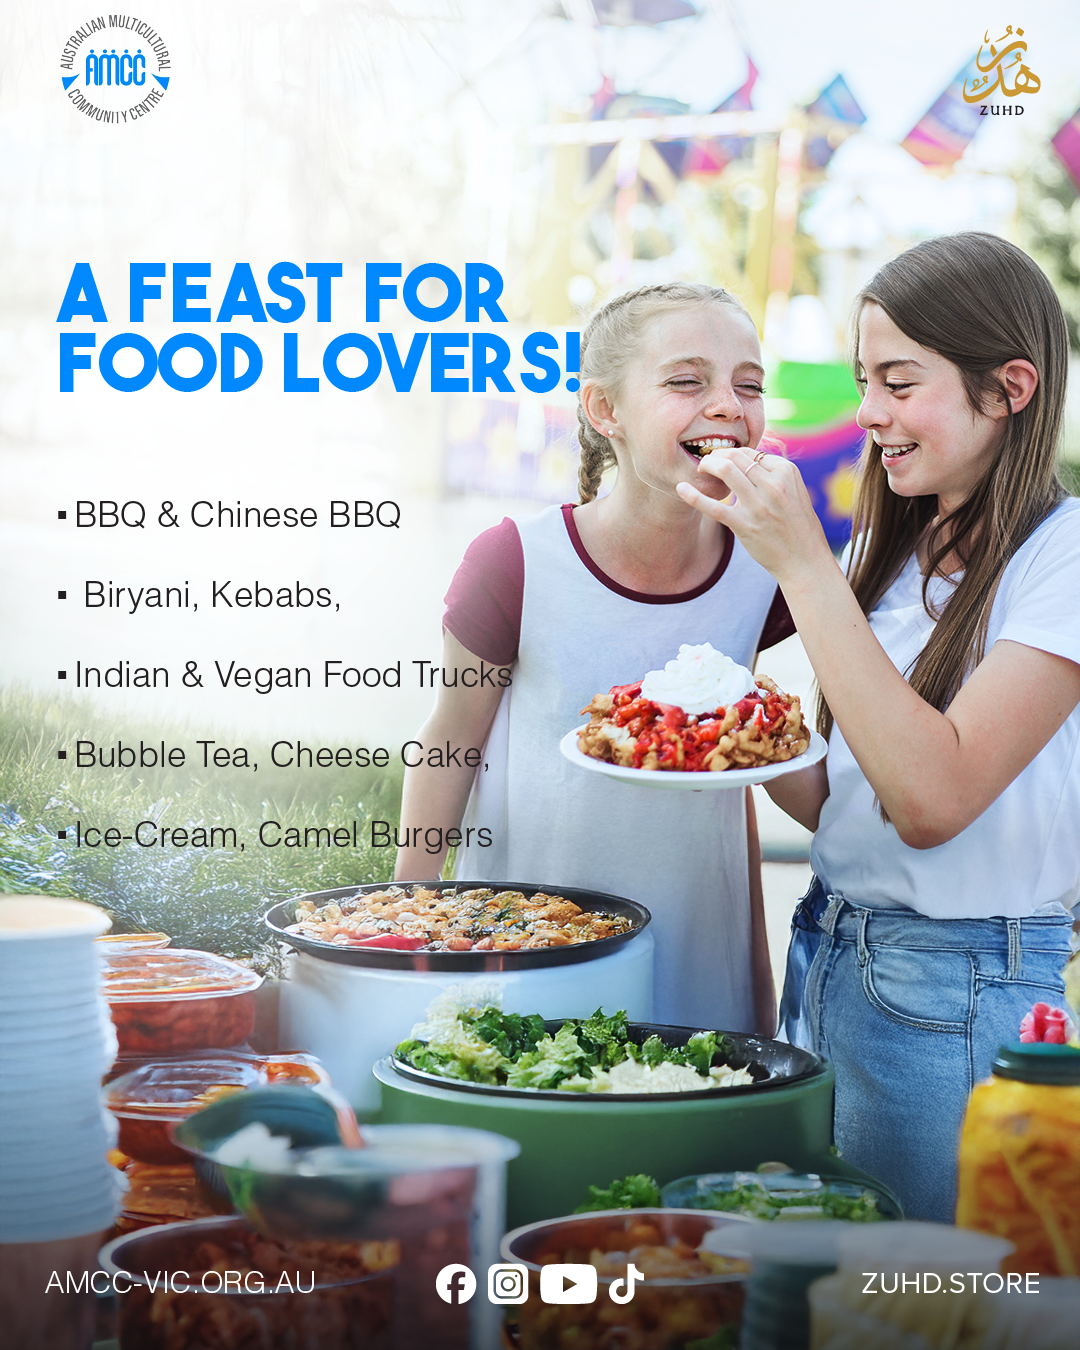 AUSTRALIAN MULTICULTURAL
AMCC
COMMUNITY CENTRE
زهد
ZUHD
A FEAST FOR
FOOD LOVERS!
▪ BBQ & Chinese BBQ
▪ Biryani, Kebabs,
▪ Indian & Vegan Food Trucks
▪ Bubble Tea, Cheese Cake,
▪ Ice-Cream, Camel Burgers
AMCC-VIC.ORG.AU
ZUHD.STORE